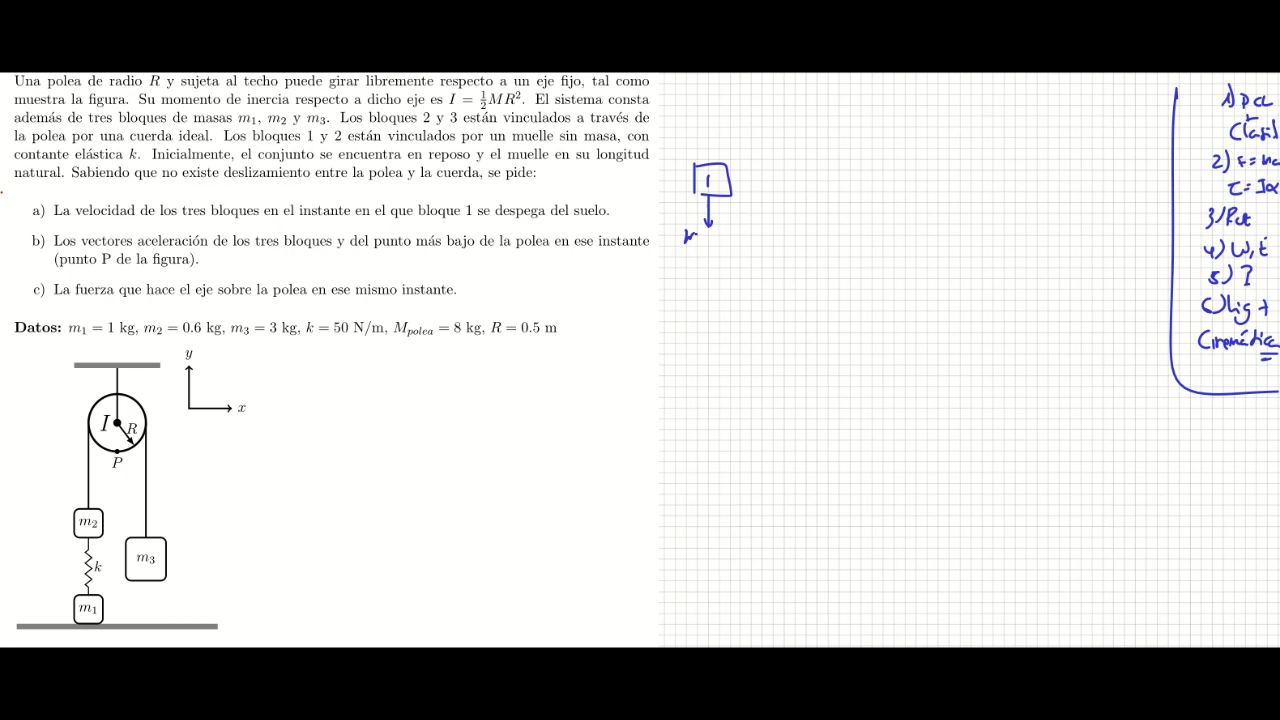 Una polea de radio R y sujeta al techo puede girar libremente respecto a un eje fijo, tal como
muestra la figura. Su momento de inercia respecto a dicho eje es I = ½MR². El sistema consta
además de tres bloques de masas m₁, m₂ y m₃. Los bloques 2 y 3 están vinculados a través de
la polea por una cuerda ideal. Los bloques 1 y 2 están vinculados por un muelle sin masa, con
contante elástica k. Inicialmente, el conjunto se encuentra en reposo y el muelle en su longitud
natural. Sabiendo que no existe deslizamiento entre la polea y la cuerda, se pide:
a) La velocidad de los tres bloques en el instante en el que bloque 1 se despega del suelo.
b) Los vectores aceleración de los tres bloques y del punto más bajo de la polea en ese instante
(punto P de la figura).
c) La fuerza que hace el eje sobre la polea en ese mismo instante.
Datos: m₁ = 1 kg, m₂ = 0.6 kg, m₃ = 3 kg, k = 50 N/m, M_polea = 8 kg, R = 0.5 m
y
x
I
R
P
m₂
m₃
k
m₁
1
1) DCL
2)
τ = Iα
3)
4) W, E
5) ?
Lig +
Cinemática